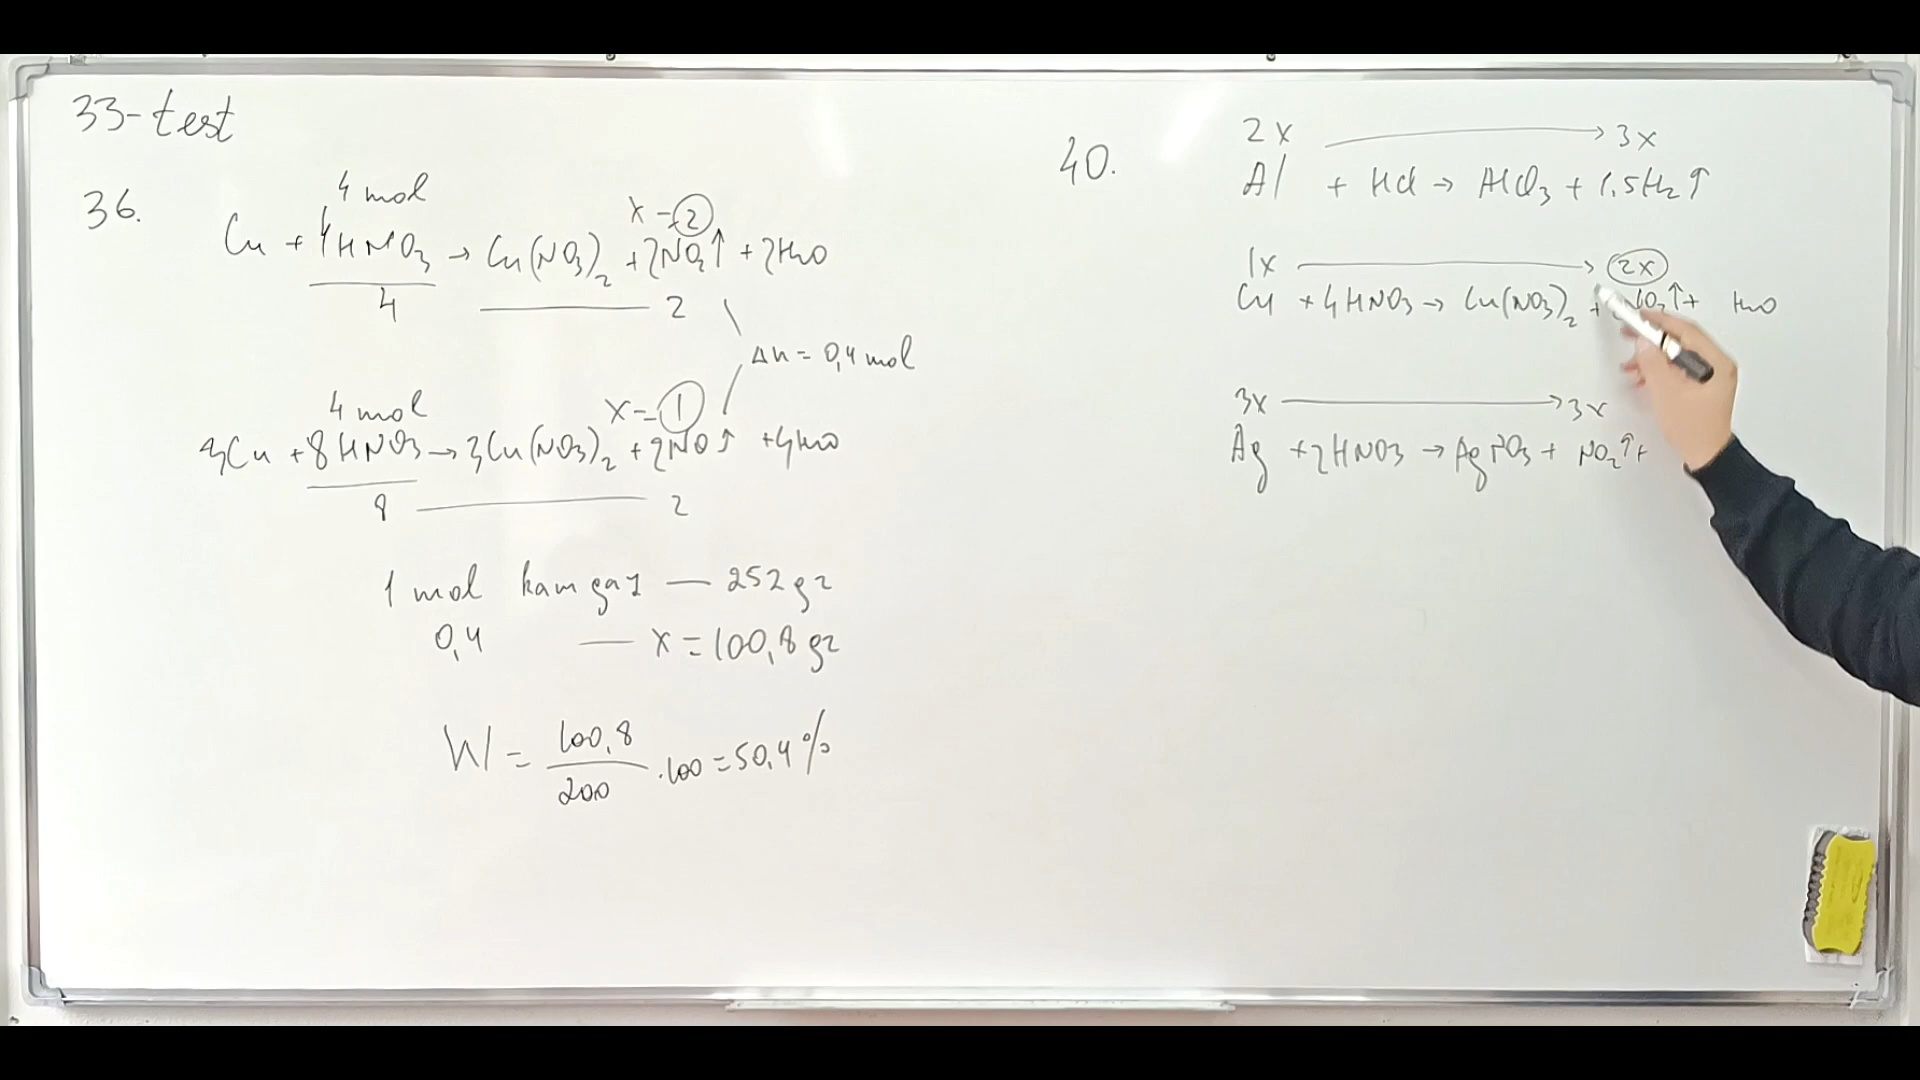 33-test
36.
4 mol
x=②
Cu + 4HNO3 → Cu(NO3)2 + 2NO2↑ + 2H2O
4 — 2
Δn = 0,4 mol
4 mol
x=①
3Cu + 8HNO3 → 3Cu(NO3)2 + 2NO↑ + 4H2O
8 — 2
1 mol kam gaz — 252 gr
0,4 — x = 100,8 gr
W = 100,8 / 200 · 100 = 50,4 %
40.
2x → 3x
Al + HCl → AlCl3 + 1.5H2↑
1x → 2x
Cu + 4HNO3 → Cu(NO3)2 + NO2↑ + H2O
3x → 3x
Ag + 2HNO3 → AgNO3 + NO2↑ +